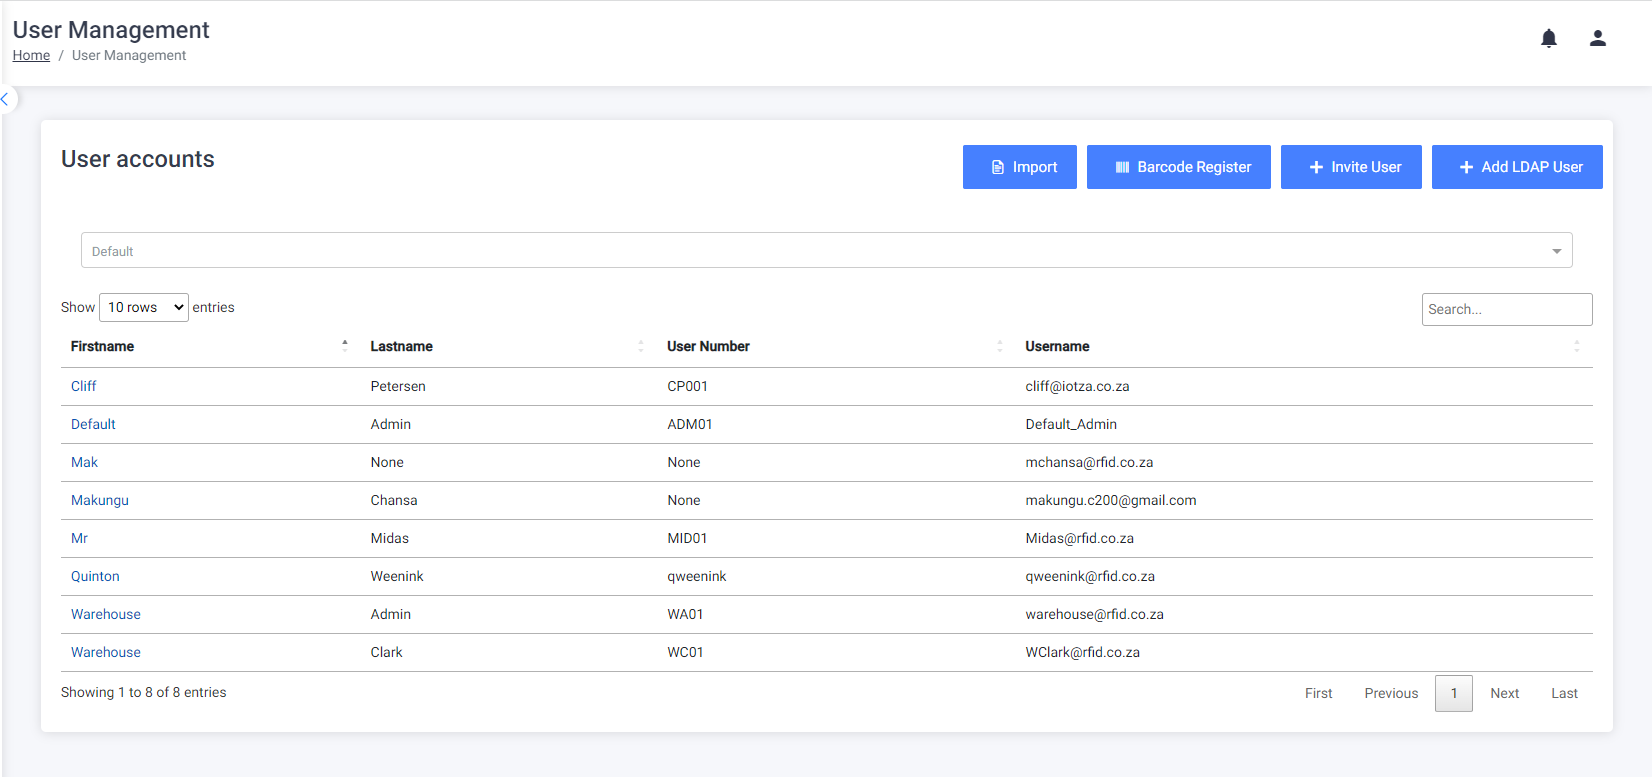 User Management
Home / User Management
User accounts
Import
Barcode Register
Invite User
Add LDAP User
Default
Show 10 rows entries
Search...
Firstname Lastname User Number Username
Cliff Petersen CP001 cliff@iotza.co.za
Default Admin ADM01 Default_Admin
Mak None None mchansa@rfid.co.za
Makungu Chansa None makungu.c200@gmail.com
Mr Midas MID01 Midas@rfid.co.za
Quinton Weenink qweenink qweenink@rfid.co.za
Warehouse Admin WA01 warehouse@rfid.co.za
Warehouse Clark WC01 WClark@rfid.co.za
Showing 1 to 8 of 8 entries
First Previous 1 Next Last